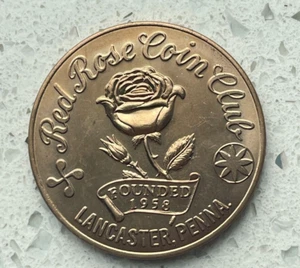 Red Rose Coin Club
FOUNDED
1958
LANCASTER, PENNA.